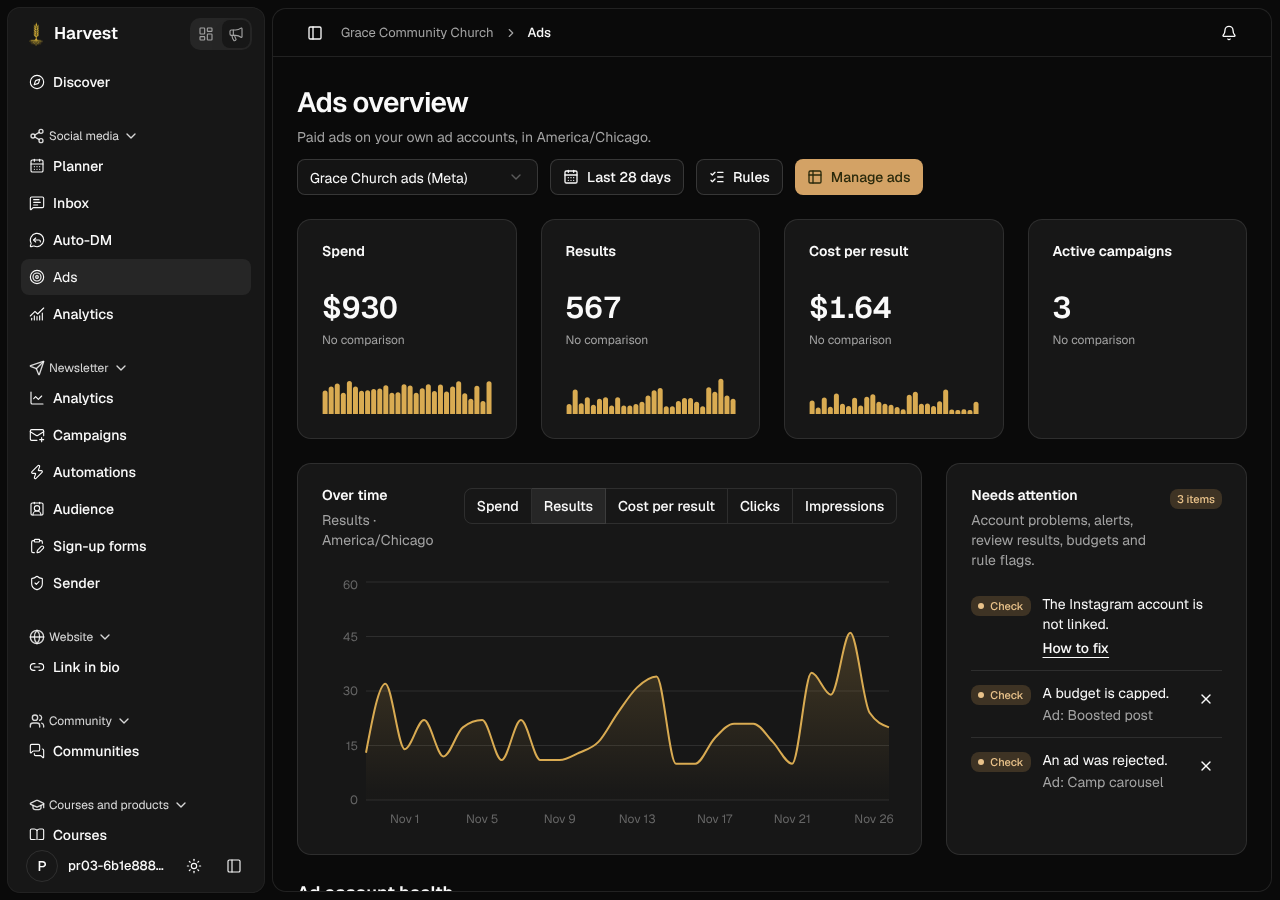 Harvest
Discover
Social media
Planner
Inbox
Auto-DM
Ads
Analytics
Newsletter
Analytics
Campaigns
Automations
Audience
Sign-up forms
Sender
Website
Link in bio
Community
Communities
Courses and products
Courses
P
pr03-6b1e888...
Grace Community Church
Ads
Ads overview
Paid ads on your own ad accounts, in America/Chicago.
Grace Church ads (Meta)
Last 28 days
Rules
Manage ads
Spend
$930
No comparison
Results
567
No comparison
Cost per result
$1.64
No comparison
Active campaigns
3
No comparison
Over time
Results ·
America/Chicago
Spend
Results
Cost per result
Clicks
Impressions
60
45
30
15
0
Nov 1
Nov 5
Nov 9
Nov 13
Nov 17
Nov 21
Nov 26
Needs attention
3 items
Account problems, alerts,
review results, budgets and
rule flags.
Check
The Instagram account is
not linked.
How to fix
Check
A budget is capped.
Ad: Boosted post
Check
An ad was rejected.
Ad: Camp carousel
Ad account health